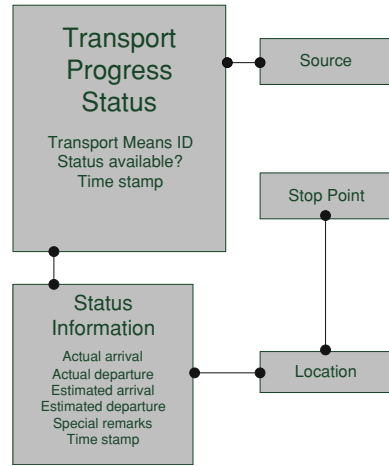 Transport
Progress
Status
Transport Means ID
Status available?
Time stamp
Source
Stop Point
Status
Information
Actual arrival
Actual departure
Estimated arrival
Estimated departure
Special remarks
Time stamp
Location